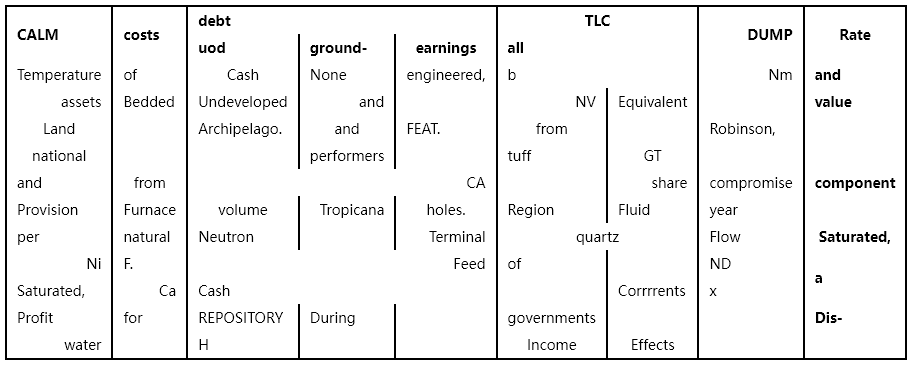 debt TLC
CALM costs DUMP Rate
uod ground- earnings all
Temperature of Cash None engineered, b Nm and
assets Bedded Undeveloped and NV Equivalent value
Land Archipelago. and FEAT. from Robinson,
national performers tuff GT
and from CA share compromise component
Provision Furnace volume Tropicana holes. Region Fluid year
per natural Neutron Terminal quartz Flow Saturated,
Ni F. Feed of ND
a
Saturated, Ca Cash Corrrrents x
Profit for REPOSITORY During governments Dis-
water H Income Effects